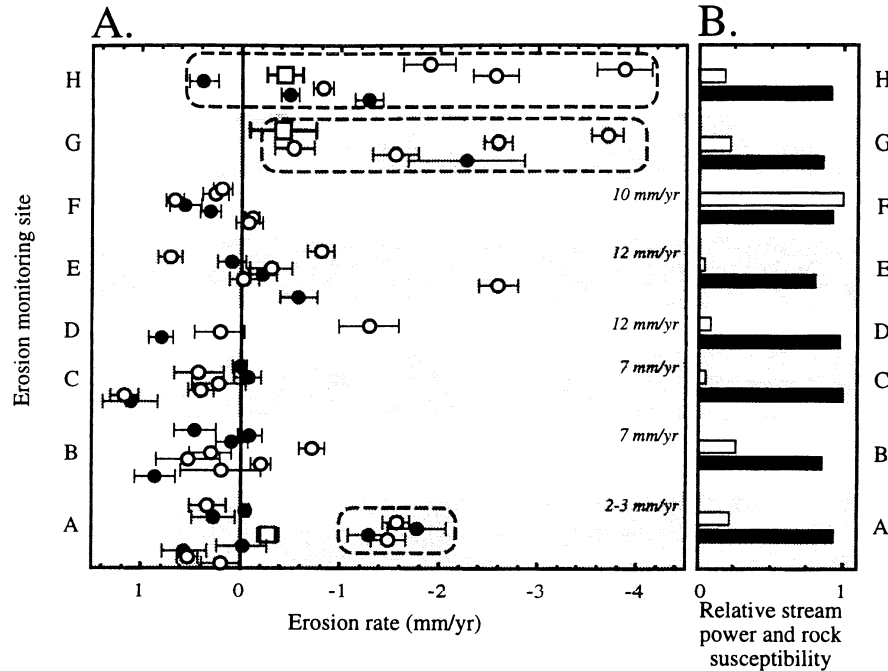 A.
B.
Erosion monitoring site
H
H
G
G
10 mm/yr
F
F
12 mm/yr
E
E
12 mm/yr
D
D
7 mm/yr
C
C
7 mm/yr
B
B
2-3 mm/yr
A
A
1 0 -1 -2 -3 -4
0 1
Erosion rate (mm/yr)
Relative stream
power and rock
susceptibility